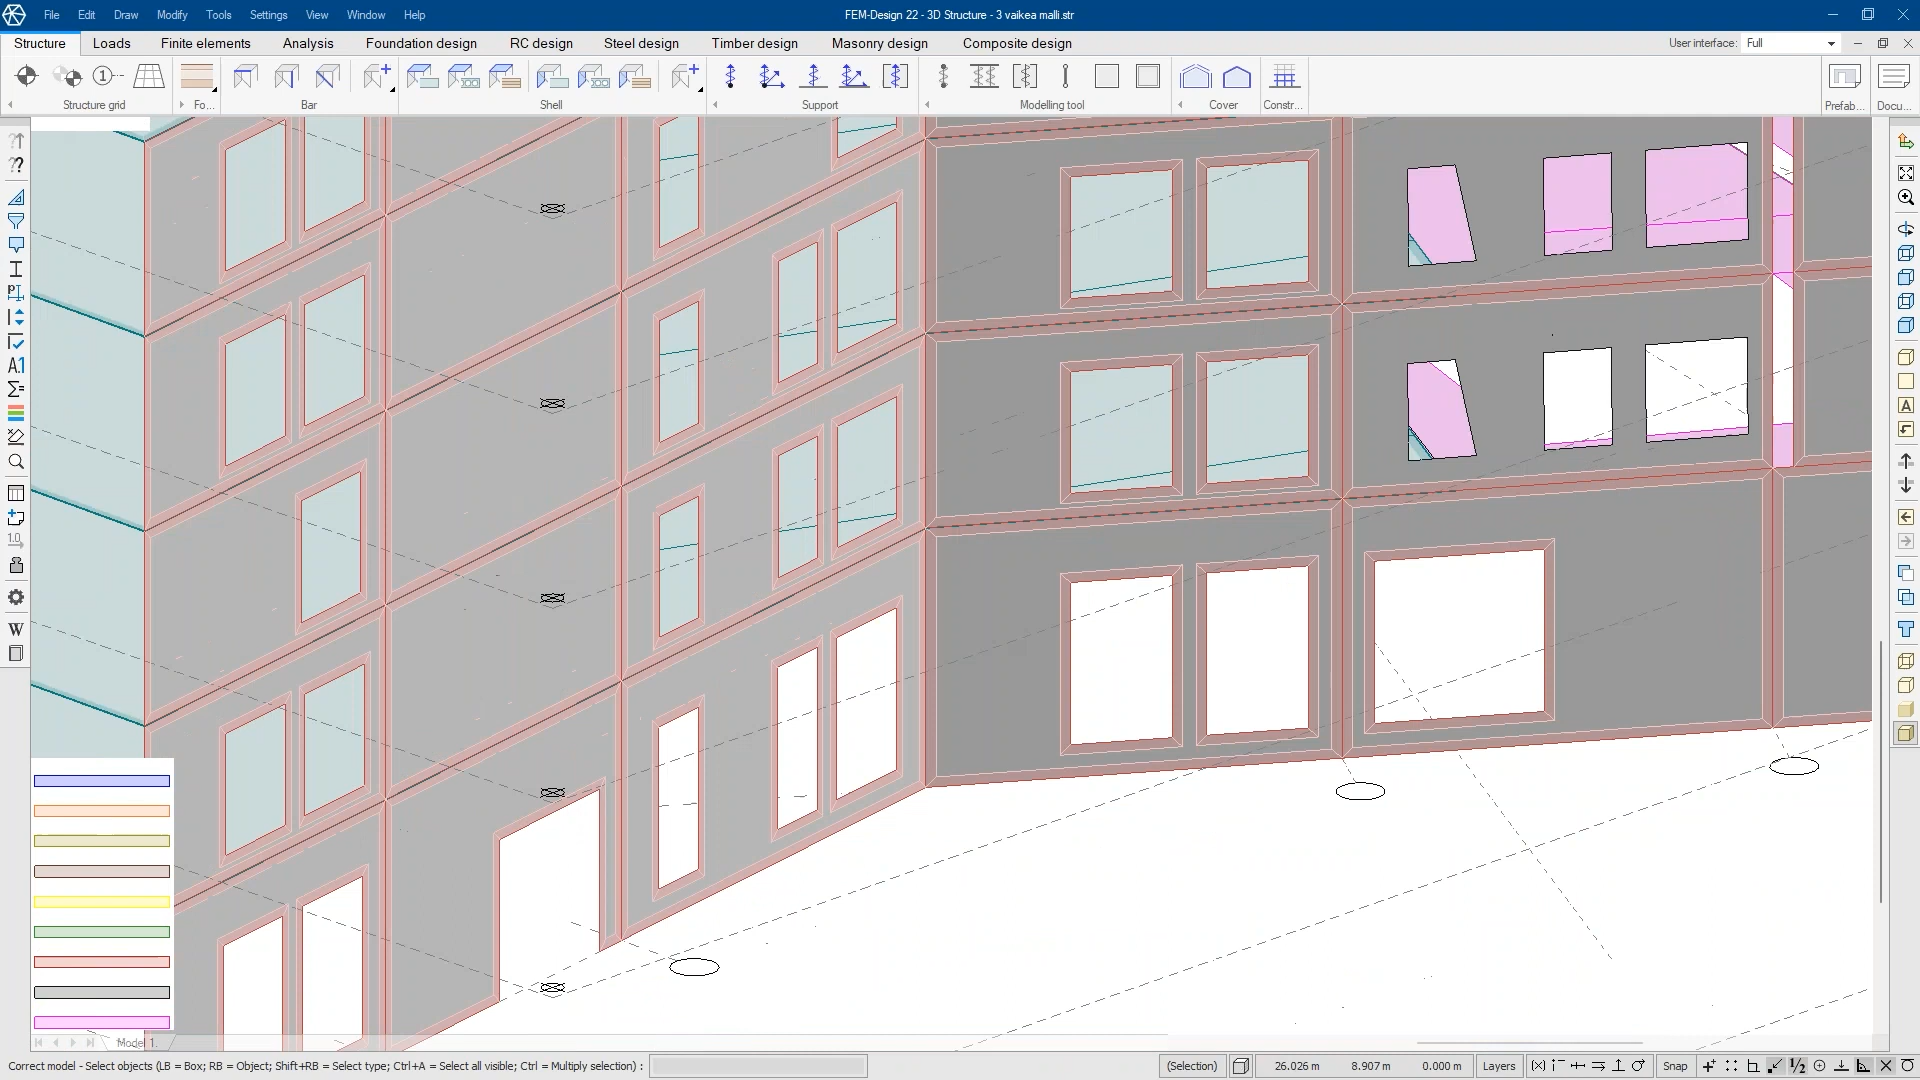 File Edit Draw Modify Tools Settings View Window Help
FEM-Design 22 - 3D Structure - 3 vaikea malli.str
Structure Loads Finite elements Analysis Foundation design RC design Steel design Timber design Masonry design Composite design
User interface: Full
Structure grid Fo... Bar Shell Support Modelling tool Cover Constr... Prefab... Docu...
Model 1.
Correct model - Select objects (LB = Box; RB = Object; Shift+RB = Select type; Ctrl+A = Select all visible; Ctrl = Multiply selection) :
(Selection) 26.026 m 8.907 m 0.000 m Layers Snap